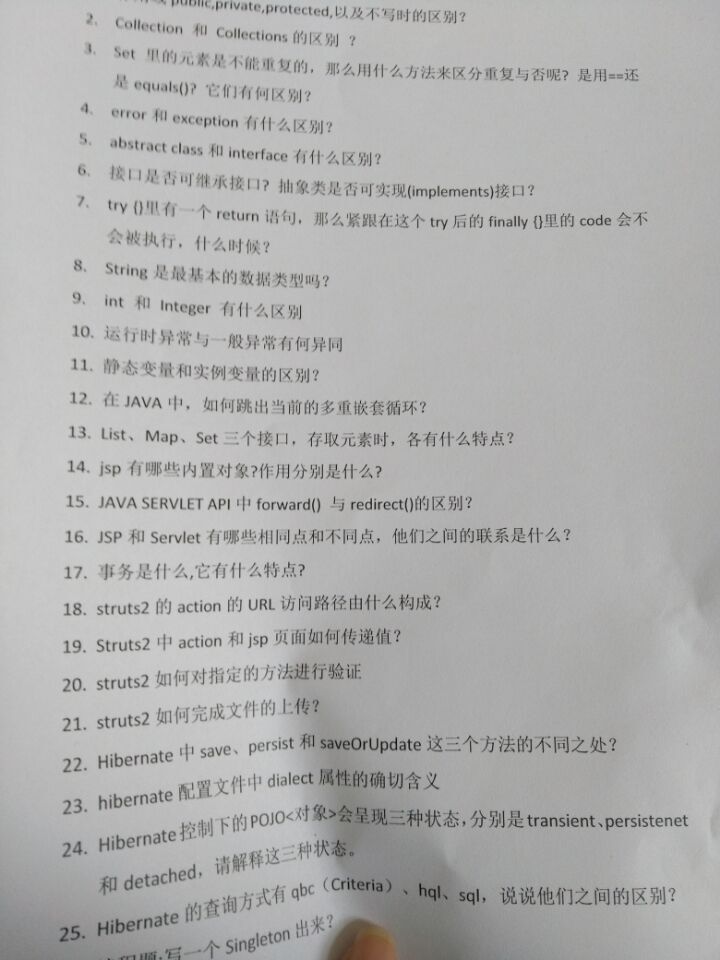 public,private,protected,以及不写时的区别?
2. Collection 和 Collections 的区别 ?
3. Set 里的元素是不能重复的，那么用什么方法来区分重复与否呢? 是用==还
是 equals()? 它们有何区别?
4. error 和 exception 有什么区别?
5. abstract class 和 interface 有什么区别?
6. 接口是否可继承接口? 抽象类是否可实现(implements)接口?
7. try {}里有一个 return 语句，那么紧跟在这个 try 后的 finally {}里的 code 会不
会被执行，什么时候?
8. String 是最基本的数据类型吗?
9. int 和 Integer 有什么区别
10. 运行时异常与一般异常有何异同
11. 静态变量和实例变量的区别?
12. 在 JAVA 中，如何跳出当前的多重嵌套循环?
13. List、Map、Set 三个接口，存取元素时，各有什么特点?
14. jsp 有哪些内置对象?作用分别是什么?
15. JAVA SERVLET API 中 forward() 与 redirect()的区别?
16. JSP 和 Servlet 有哪些相同点和不同点，他们之间的联系是什么?
17. 事务是什么,它有什么特点?
18. struts2 的 action 的 URL 访问路径由什么构成?
19. Struts2 中 action 和 jsp 页面如何传递值?
20. struts2 如何对指定的方法进行验证
21. struts2 如何完成文件的上传?
22. Hibernate 中 save、persist 和 saveOrUpdate 这三个方法的不同之处?
23. hibernate 配置文件中 dialect 属性的确切含义
24. Hibernate 控制下的 POJO<对象>会呈现三种状态,分别是 transient、persistenet
和 detached，请解释这三种状态。
25. Hibernate 的查询方式有 qbc（Criteria）、hql、sql，说说他们之间的区别?
程题:写一个 Singleton 出来?